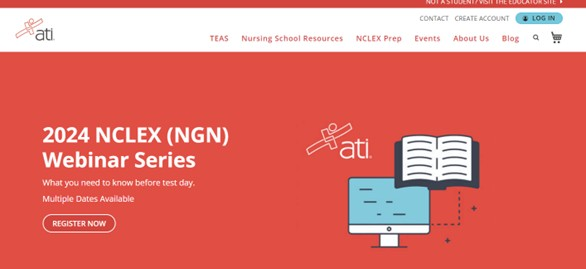 NOT A STUDENT? VISIT THE EDUCATOR SITE
CONTACT CREATE ACCOUNT LOG IN
ati
TEAS Nursing School Resources NCLEX Prep Events About Us Blog
2024 NCLEX (NGN)
Webinar Series
What you need to know before test day.
Multiple Dates Available
REGISTER NOW
ati